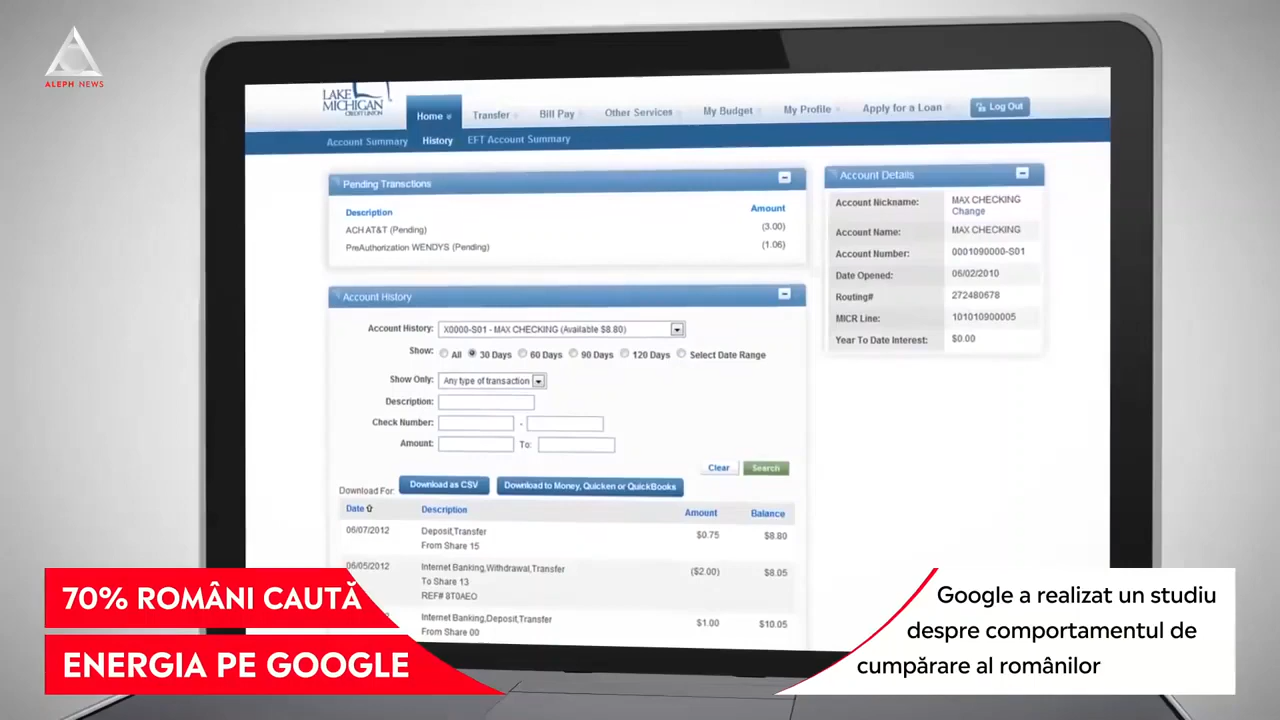 ALEPH NEWS
LAKE
MICHIGAN
CREDIT UNION
Home
Transfer
Bill Pay
Other Services
My Budget
My Profile
Apply for a Loan
Log Out
Account Summary
History
EFT Account Summary
Pending Transctions
Description Amount
ACH AT&T (Pending) (3.00)
PreAuthorization WENDYS (Pending) (1.06)
Account Details
Account Nickname: MAX CHECKING
Change
Account Name: MAX CHECKING
Account Number: 0001090000-S01
Date Opened: 06/02/2010
Routing# 272480678
MICR Line: 101010900005
Year To Date Interest: $0.00
Account History
Account History: X0000-S01 - MAX CHECKING (Available $8.80)
Show: All 30 Days 60 Days 90 Days 120 Days Select Date Range
Show Only: Any type of transaction
Description:
Check Number: -
Amount: To:
Clear Search
Download For: Download as CSV Download to Money, Quicken or QuickBooks
Date Description Amount Balance
06/07/2012 Deposit,Transfer $0.75 $8.80
From Share 15
06/05/2012 Internet Banking,Withdrawal,Transfer ($2.00) $8.05
To Share 13
REF# 8T0AEO
Internet Banking,Deposit,Transfer $1.00 $10.05
From Share 00
70% ROMÂNI CAUTĂ
ENERGIA PE GOOGLE
Google a realizat un studiu
despre comportamentul de
cumpărare al românilor